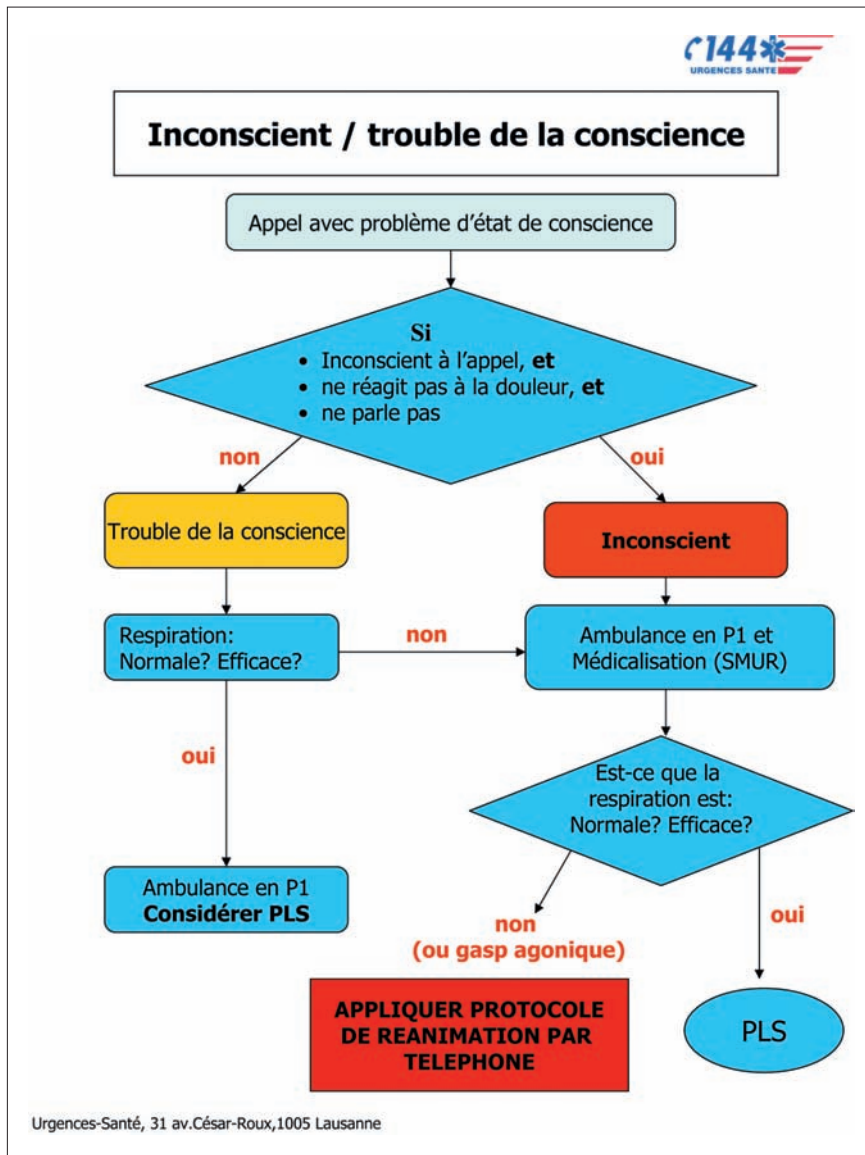 144
URGENCES SANTE
Inconscient / trouble de la conscience
Appel avec problème d'état de conscience
Si
• Inconscient à l'appel, et
• ne réagit pas à la douleur, et
• ne parle pas
non
oui
Trouble de la conscience
Inconscient
Respiration:
Normale? Efficace?
non
Ambulance en P1 et
Médicalisation (SMUR)
oui
Est-ce que la
respiration est:
Normale? Efficace?
Ambulance en P1
Considérer PLS
non
(ou gasp agonique)
oui
APPLIQUER PROTOCOLE
DE REANIMATION PAR
TELEPHONE
PLS
Urgences-Santé, 31 av.César-Roux,1005 Lausanne